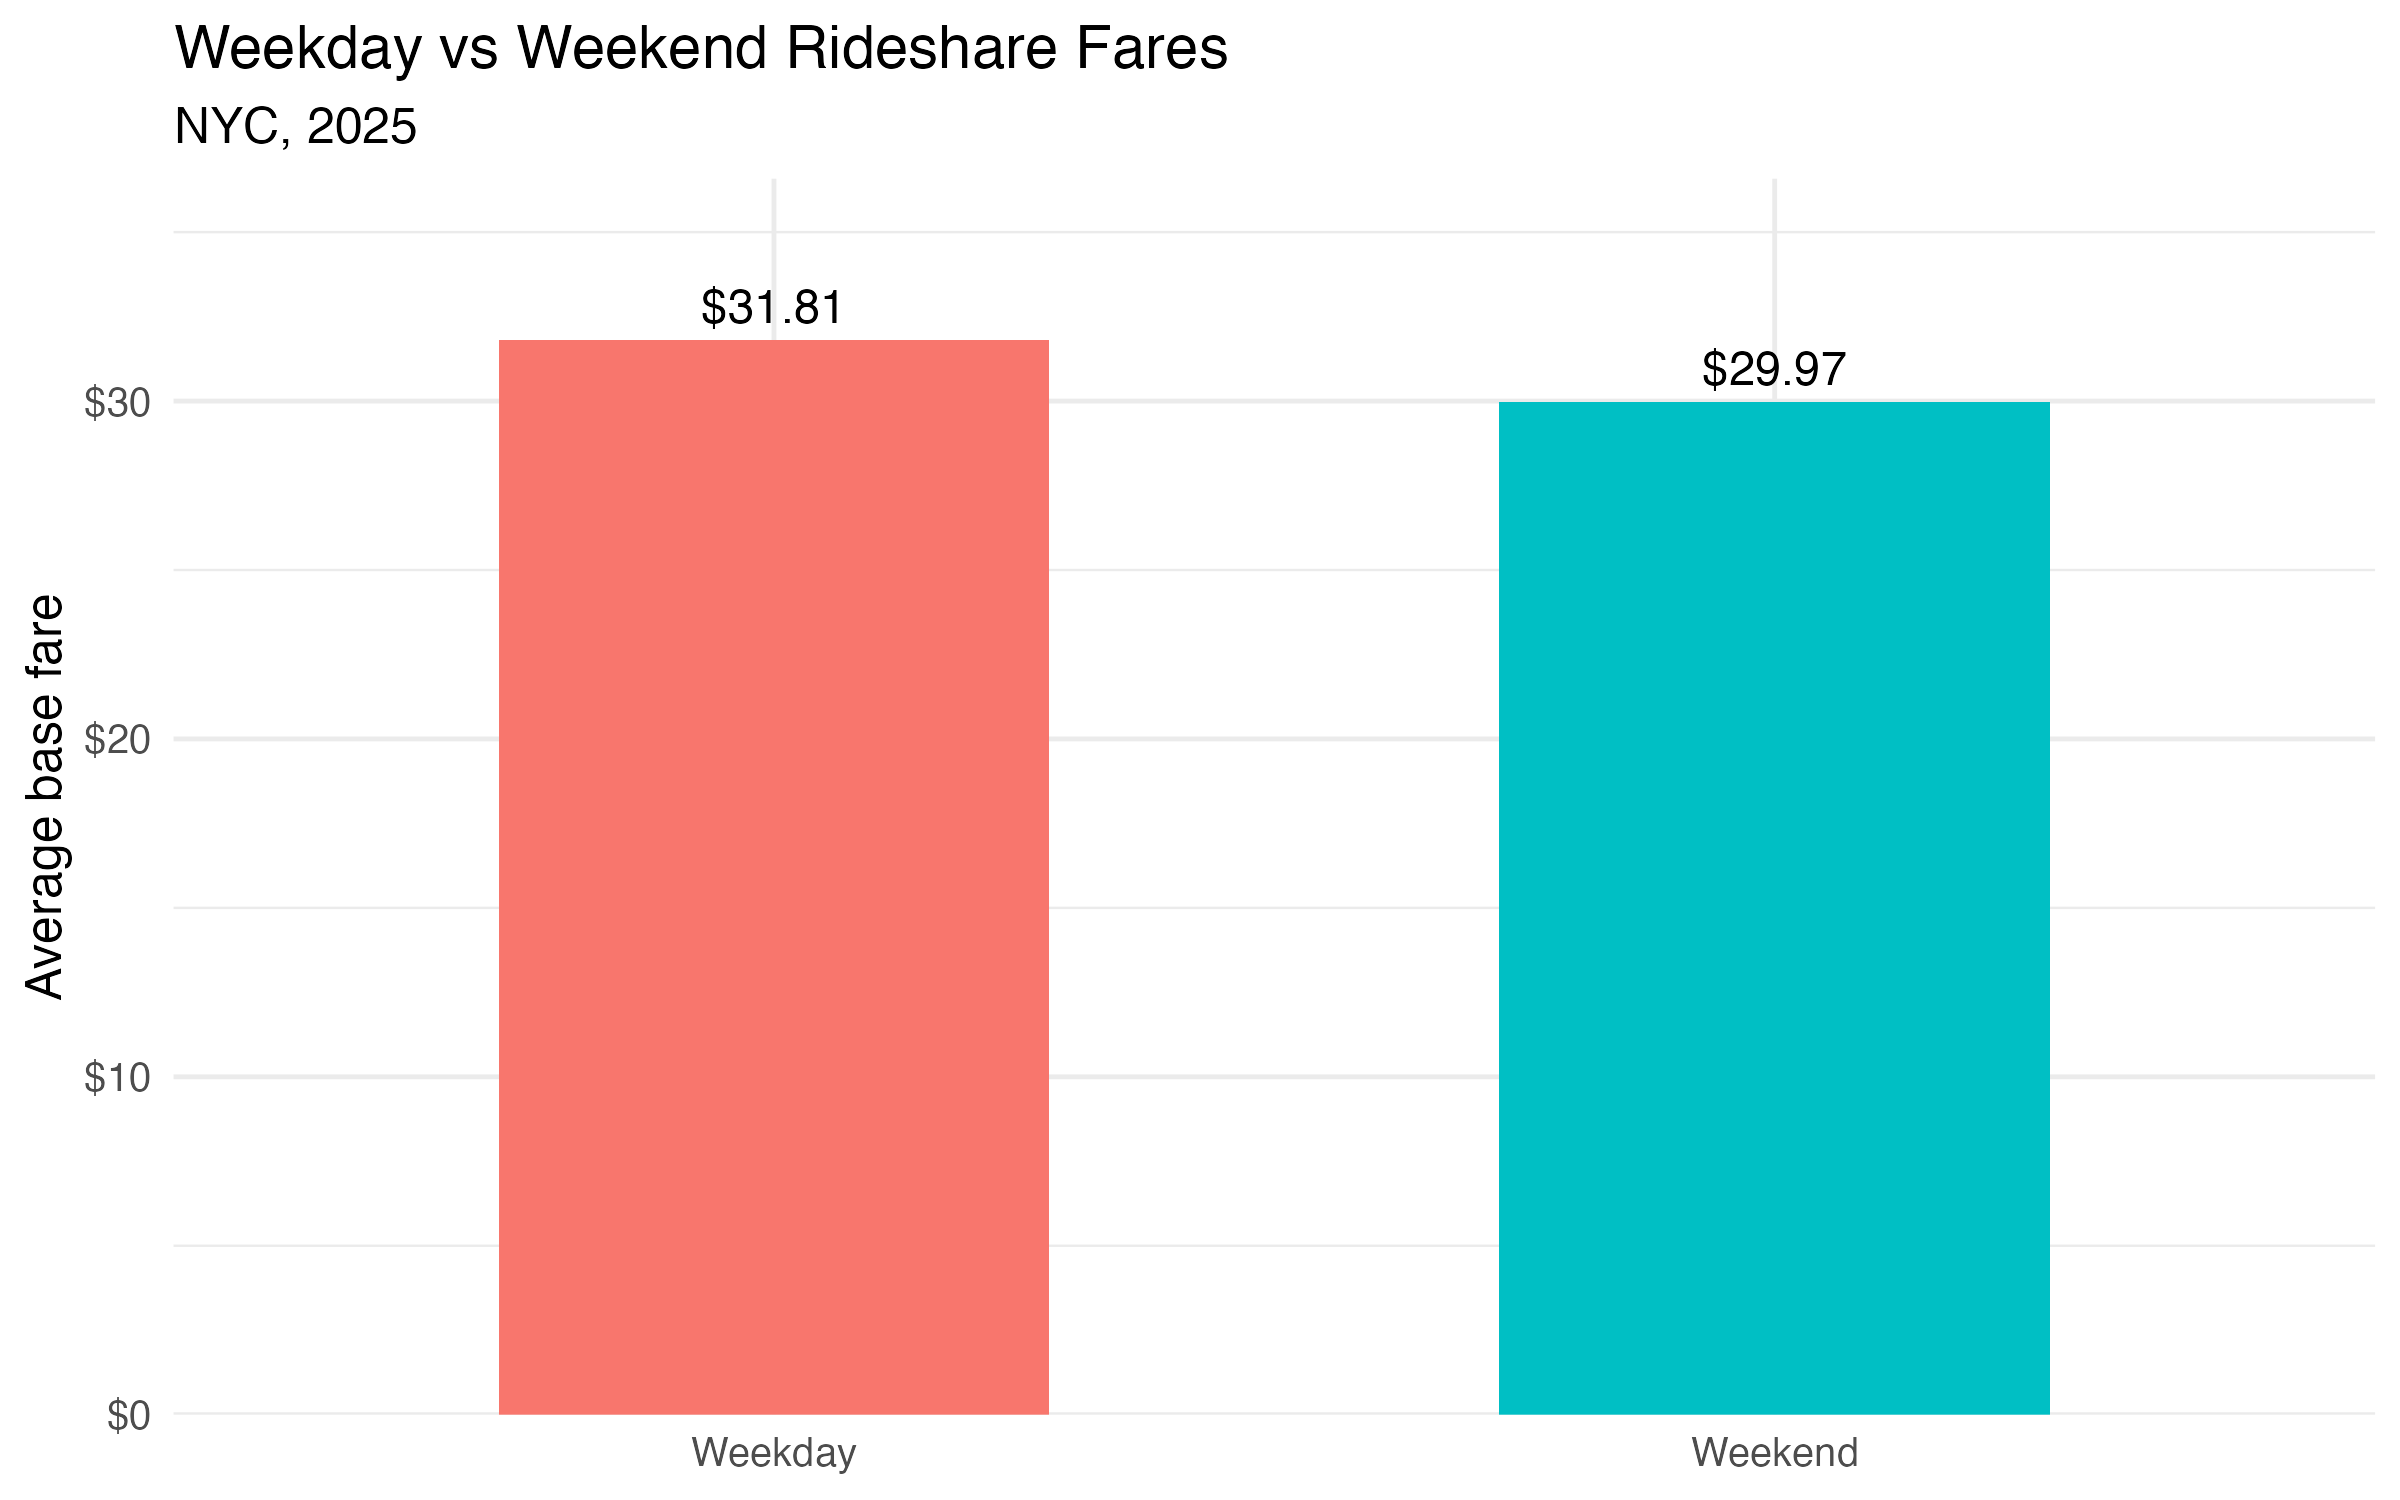 Weekday vs Weekend Rideshare Fares
NYC, 2025
Average base fare
$30
$20
$10
$0
$31.81
$29.97
Weekday
Weekend